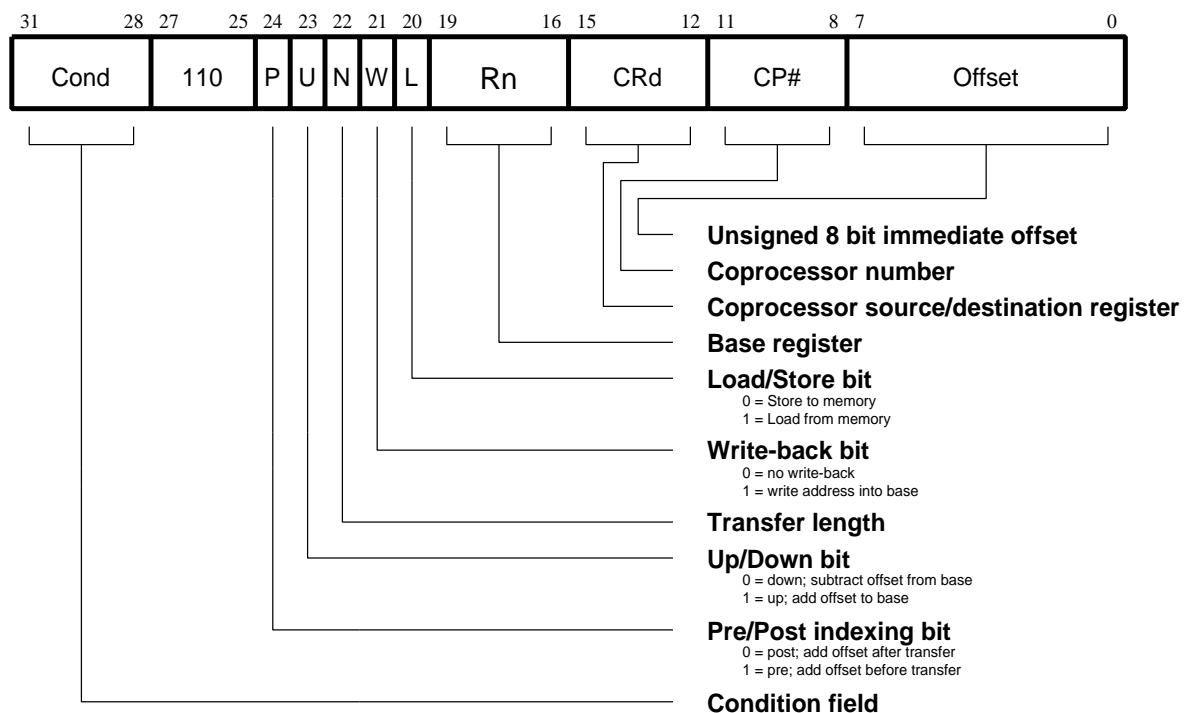 31 28 27 25 24 23 22 21 20 19 16 15 12 11 8 7 0
Cond 110 P U N W L Rn CRd CP# Offset
Unsigned 8 bit immediate offset
Coprocessor number
Coprocessor source/destination register
Base register
Load/Store bit
0 = Store to memory
1 = Load from memory
Write-back bit
0 = no write-back
1 = write address into base
Transfer length
Up/Down bit
0 = down; subtract offset from base
1 = up; add offset to base
Pre/Post indexing bit
0 = post; add offset after transfer
1 = pre; add offset before transfer
Condition field